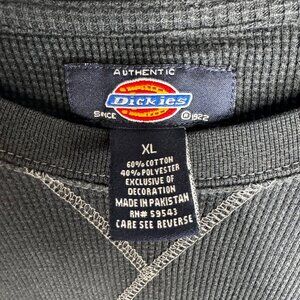 AUTHENTIC
Dickies
SINCE 1922
XL
60% COTTON
40% POLYESTER
EXCLUSIVE OF
DECORATION
MADE IN PAKISTAN
RN# 59543
CARE SEE REVERSE